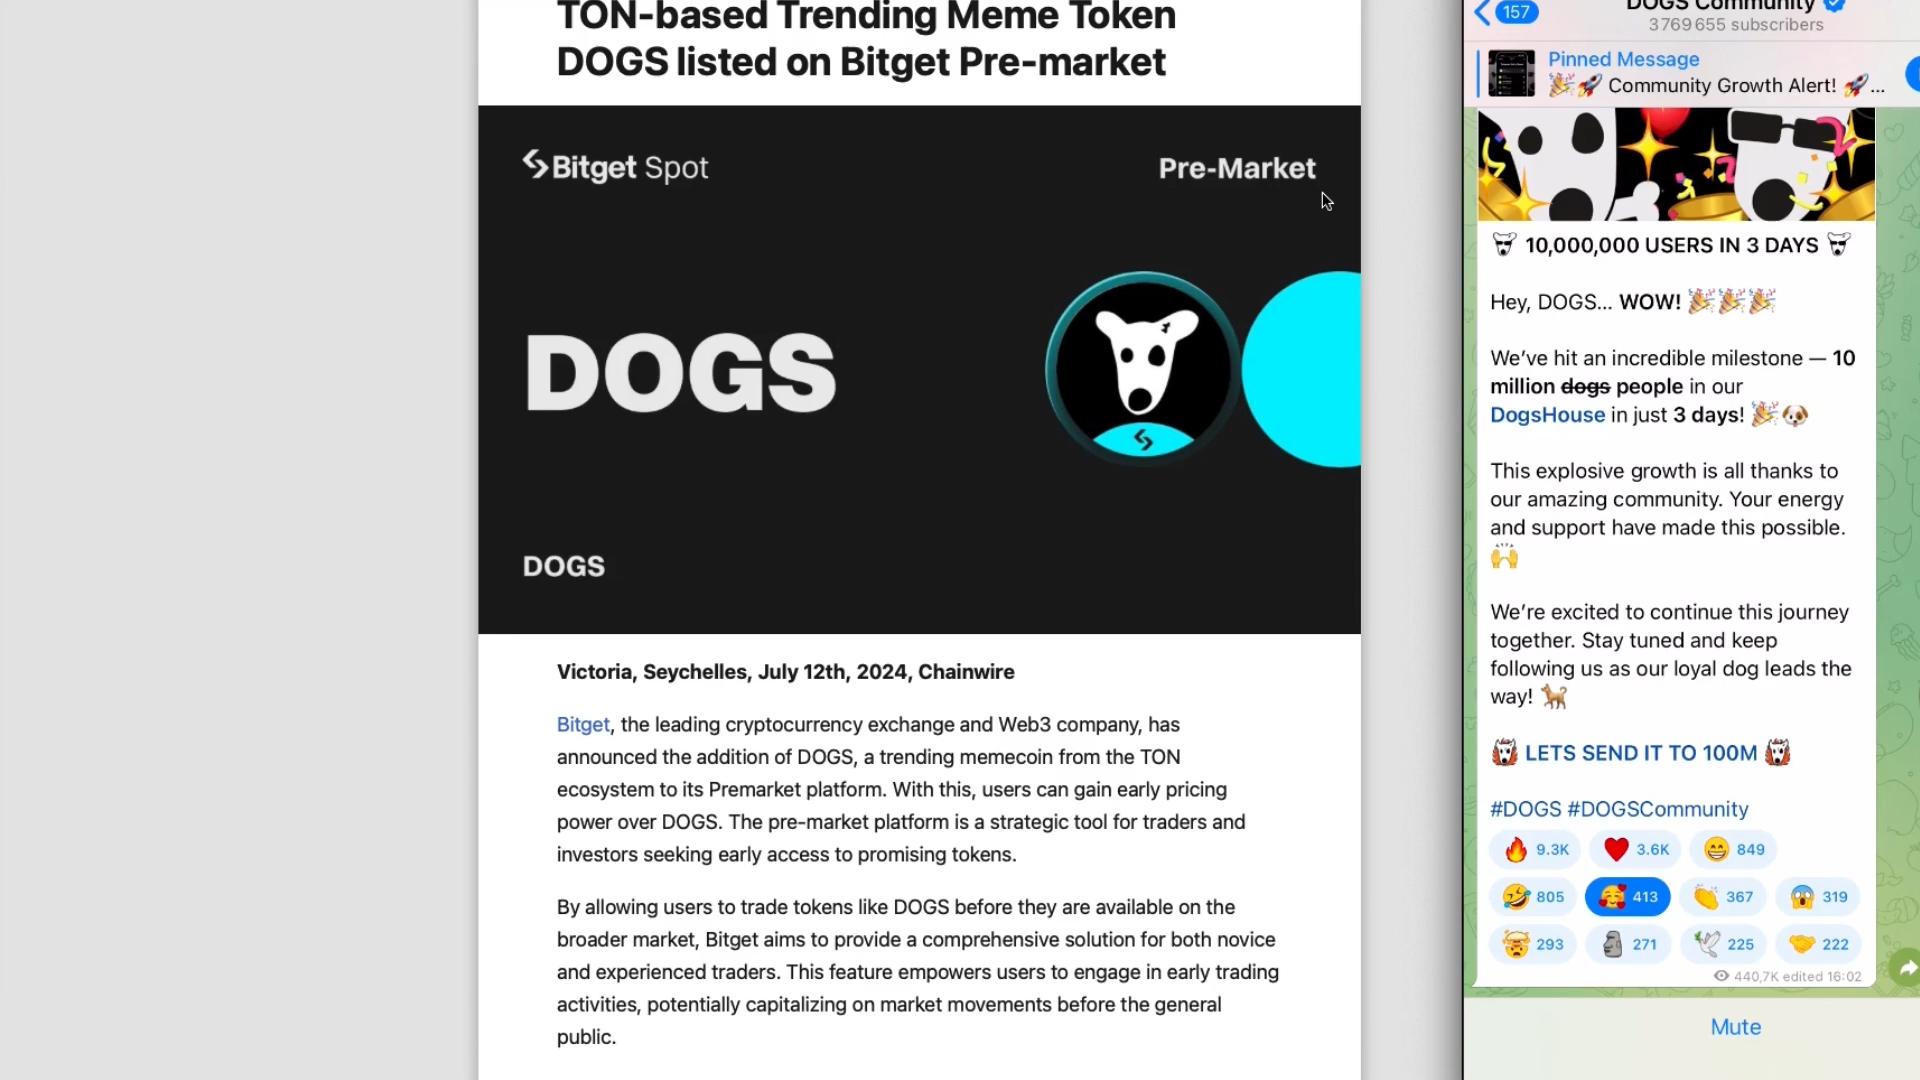 TON-based Trending Meme Token
DOGS listed on Bitget Pre-market
Bitget Spot
Pre-Market
DOGS
DOGS
Victoria, Seychelles, July 12th, 2024, Chainwire
Bitget, the leading cryptocurrency exchange and Web3 company, has
announced the addition of DOGS, a trending memecoin from the TON
ecosystem to its Premarket platform. With this, users can gain early pricing
power over DOGS. The pre-market platform is a strategic tool for traders and
investors seeking early access to promising tokens.
By allowing users to trade tokens like DOGS before they are available on the
broader market, Bitget aims to provide a comprehensive solution for both novice
and experienced traders. This feature empowers users to engage in early trading
activities, potentially capitalizing on market movements before the general
public.
157
DOGS Community
3 769 655 subscribers
Pinned Message
🎉🚀 Community Growth Alert! 🚀...
10,000,000 USERS IN 3 DAYS
Hey, DOGS... WOW! 🎉🎉🎉
We’ve hit an incredible milestone — 10
million dogs people in our
DogsHouse in just 3 days! 🎉🐶
This explosive growth is all thanks to
our amazing community. Your energy
and support have made this possible.
🙌
We’re excited to continue this journey
together. Stay tuned and keep
following us as our loyal dog leads the
way! 🐕
LETS SEND IT TO 100M
#DOGS #DOGSCommunity
🔥 9.3K ❤️ 3.6K 😁 849
🤣 805 🥰 413 👏 367 😱 319
🤯 293 🗿 271 🕊 225 🤝 222
440,7K edited 16:02
Mute